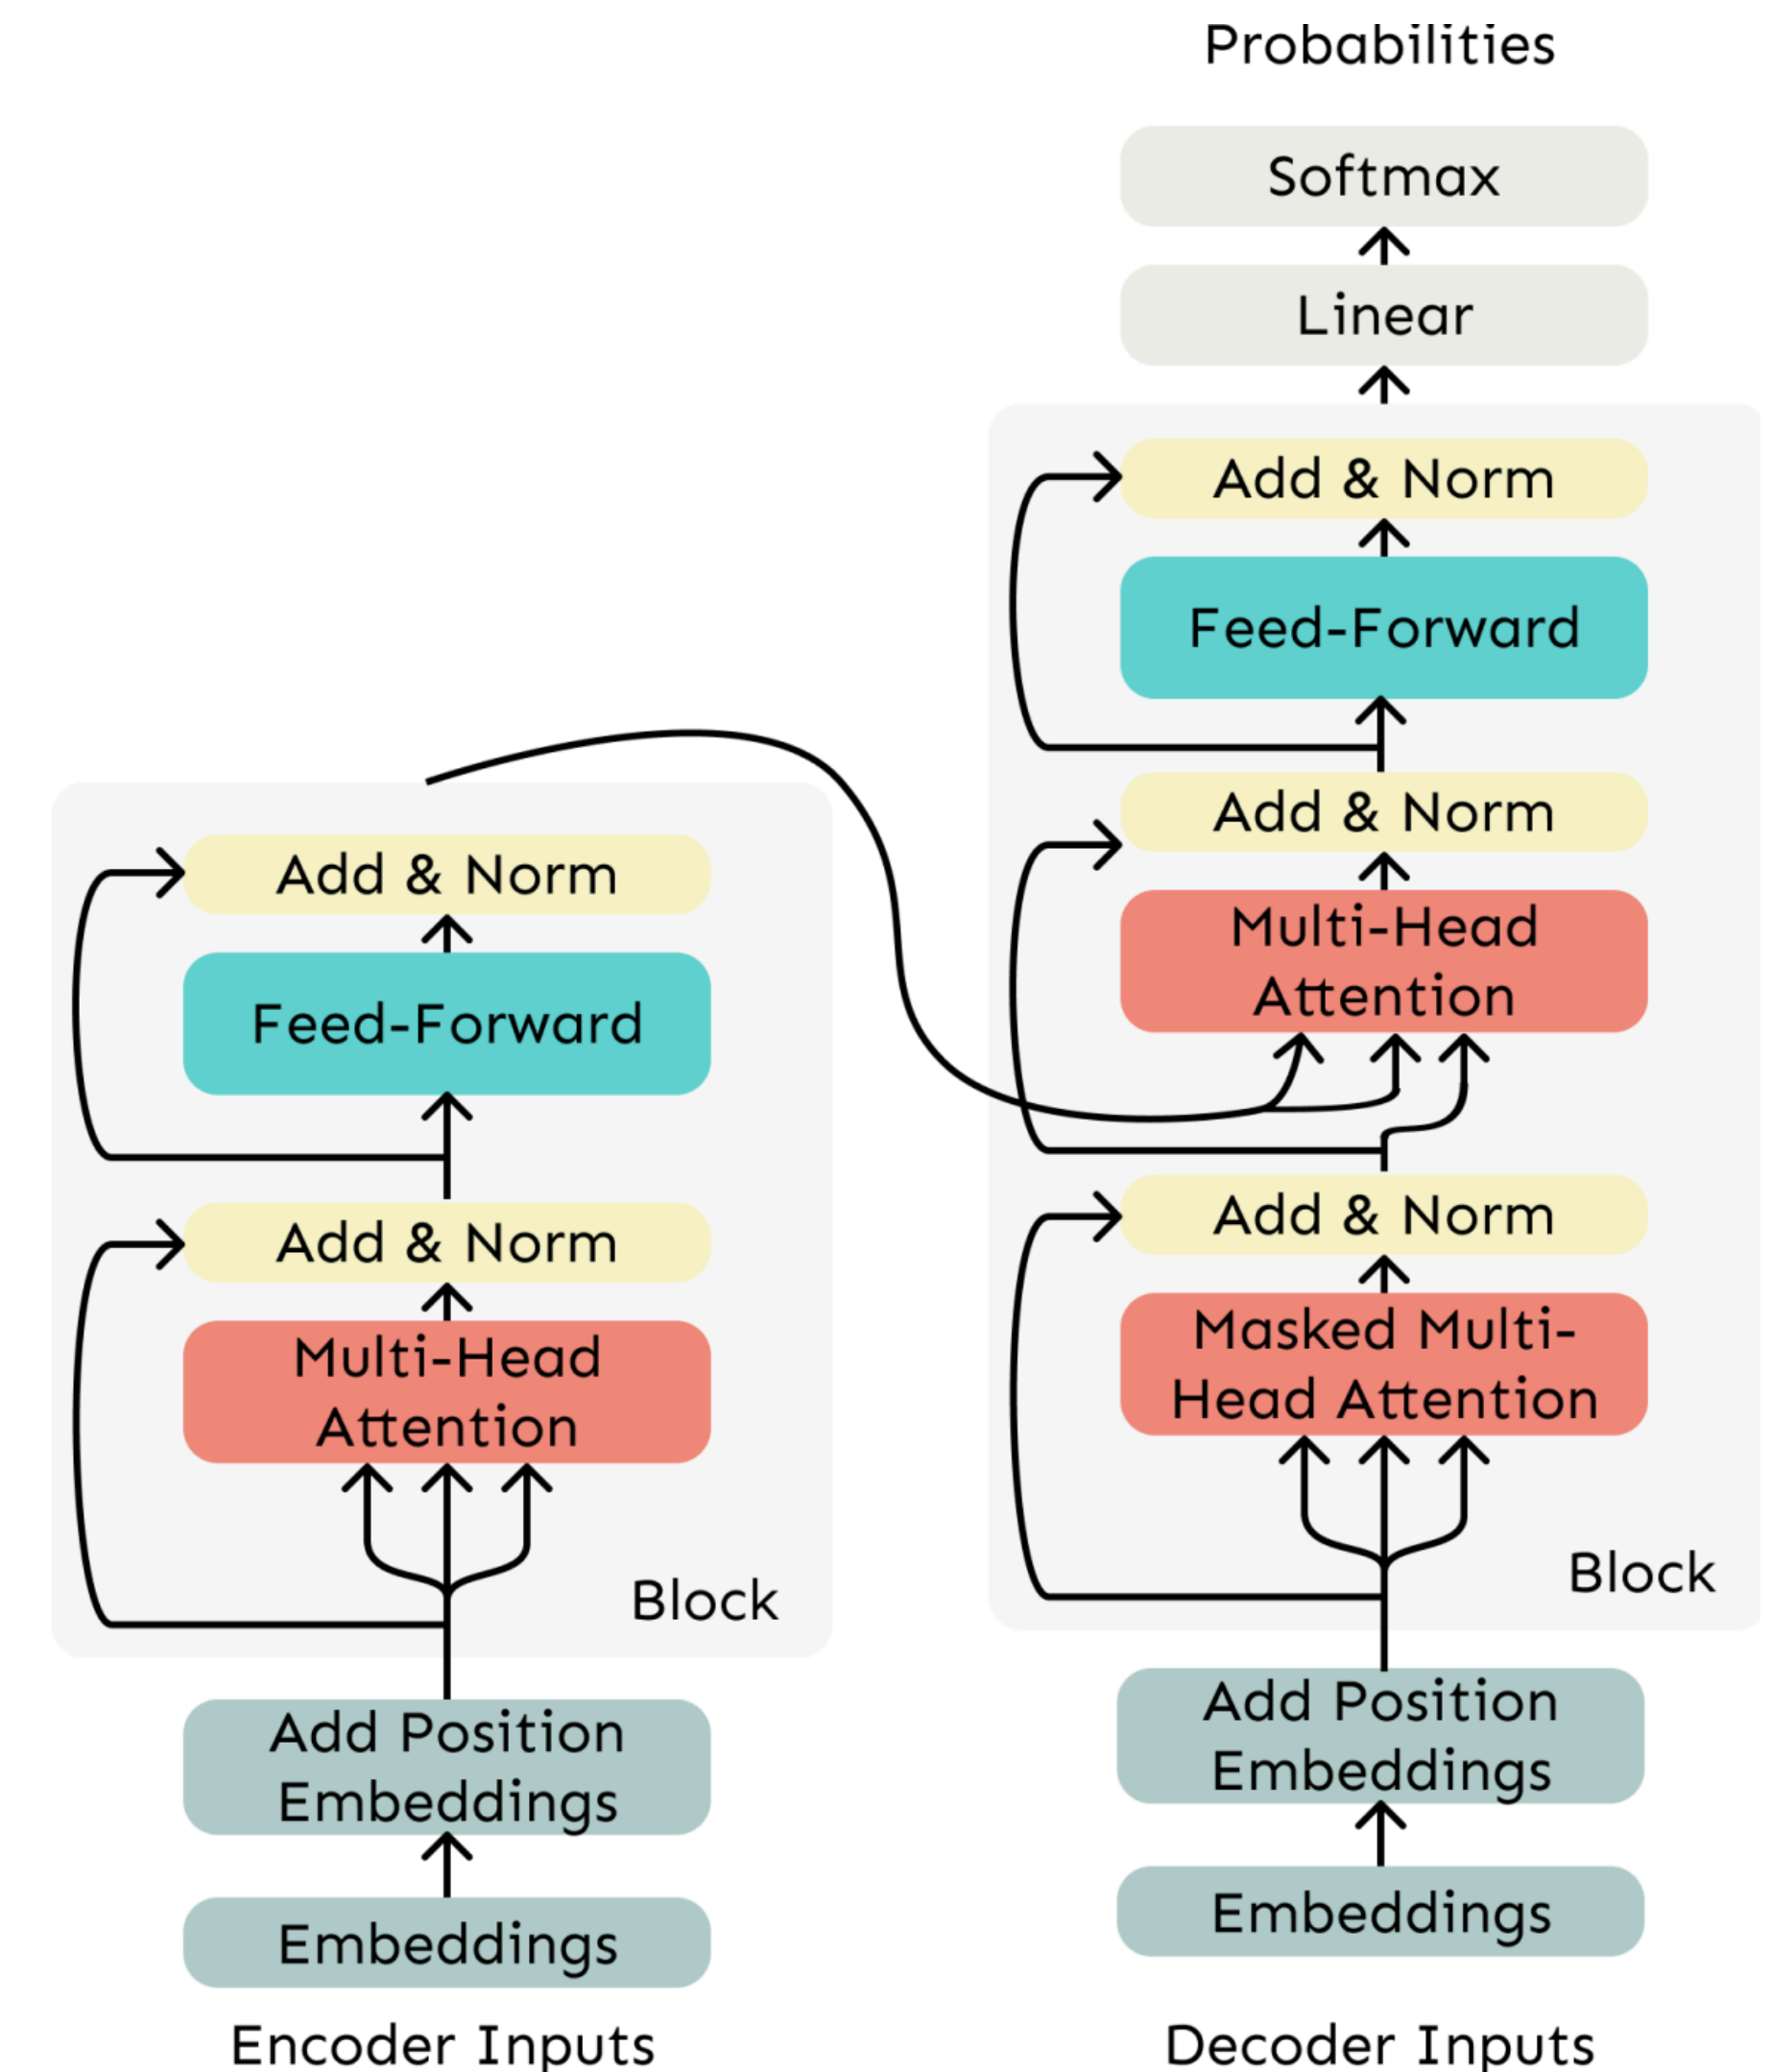 Probabilities
Softmax
Linear
Add & Norm
Feed-Forward
Add & Norm
Multi-Head
Attention
Add & Norm
Masked Multi-
Head Attention
Block
Add Position
Embeddings
Embeddings
Decoder Inputs
Add & Norm
Feed-Forward
Add & Norm
Multi-Head
Attention
Block
Add Position
Embeddings
Embeddings
Encoder Inputs